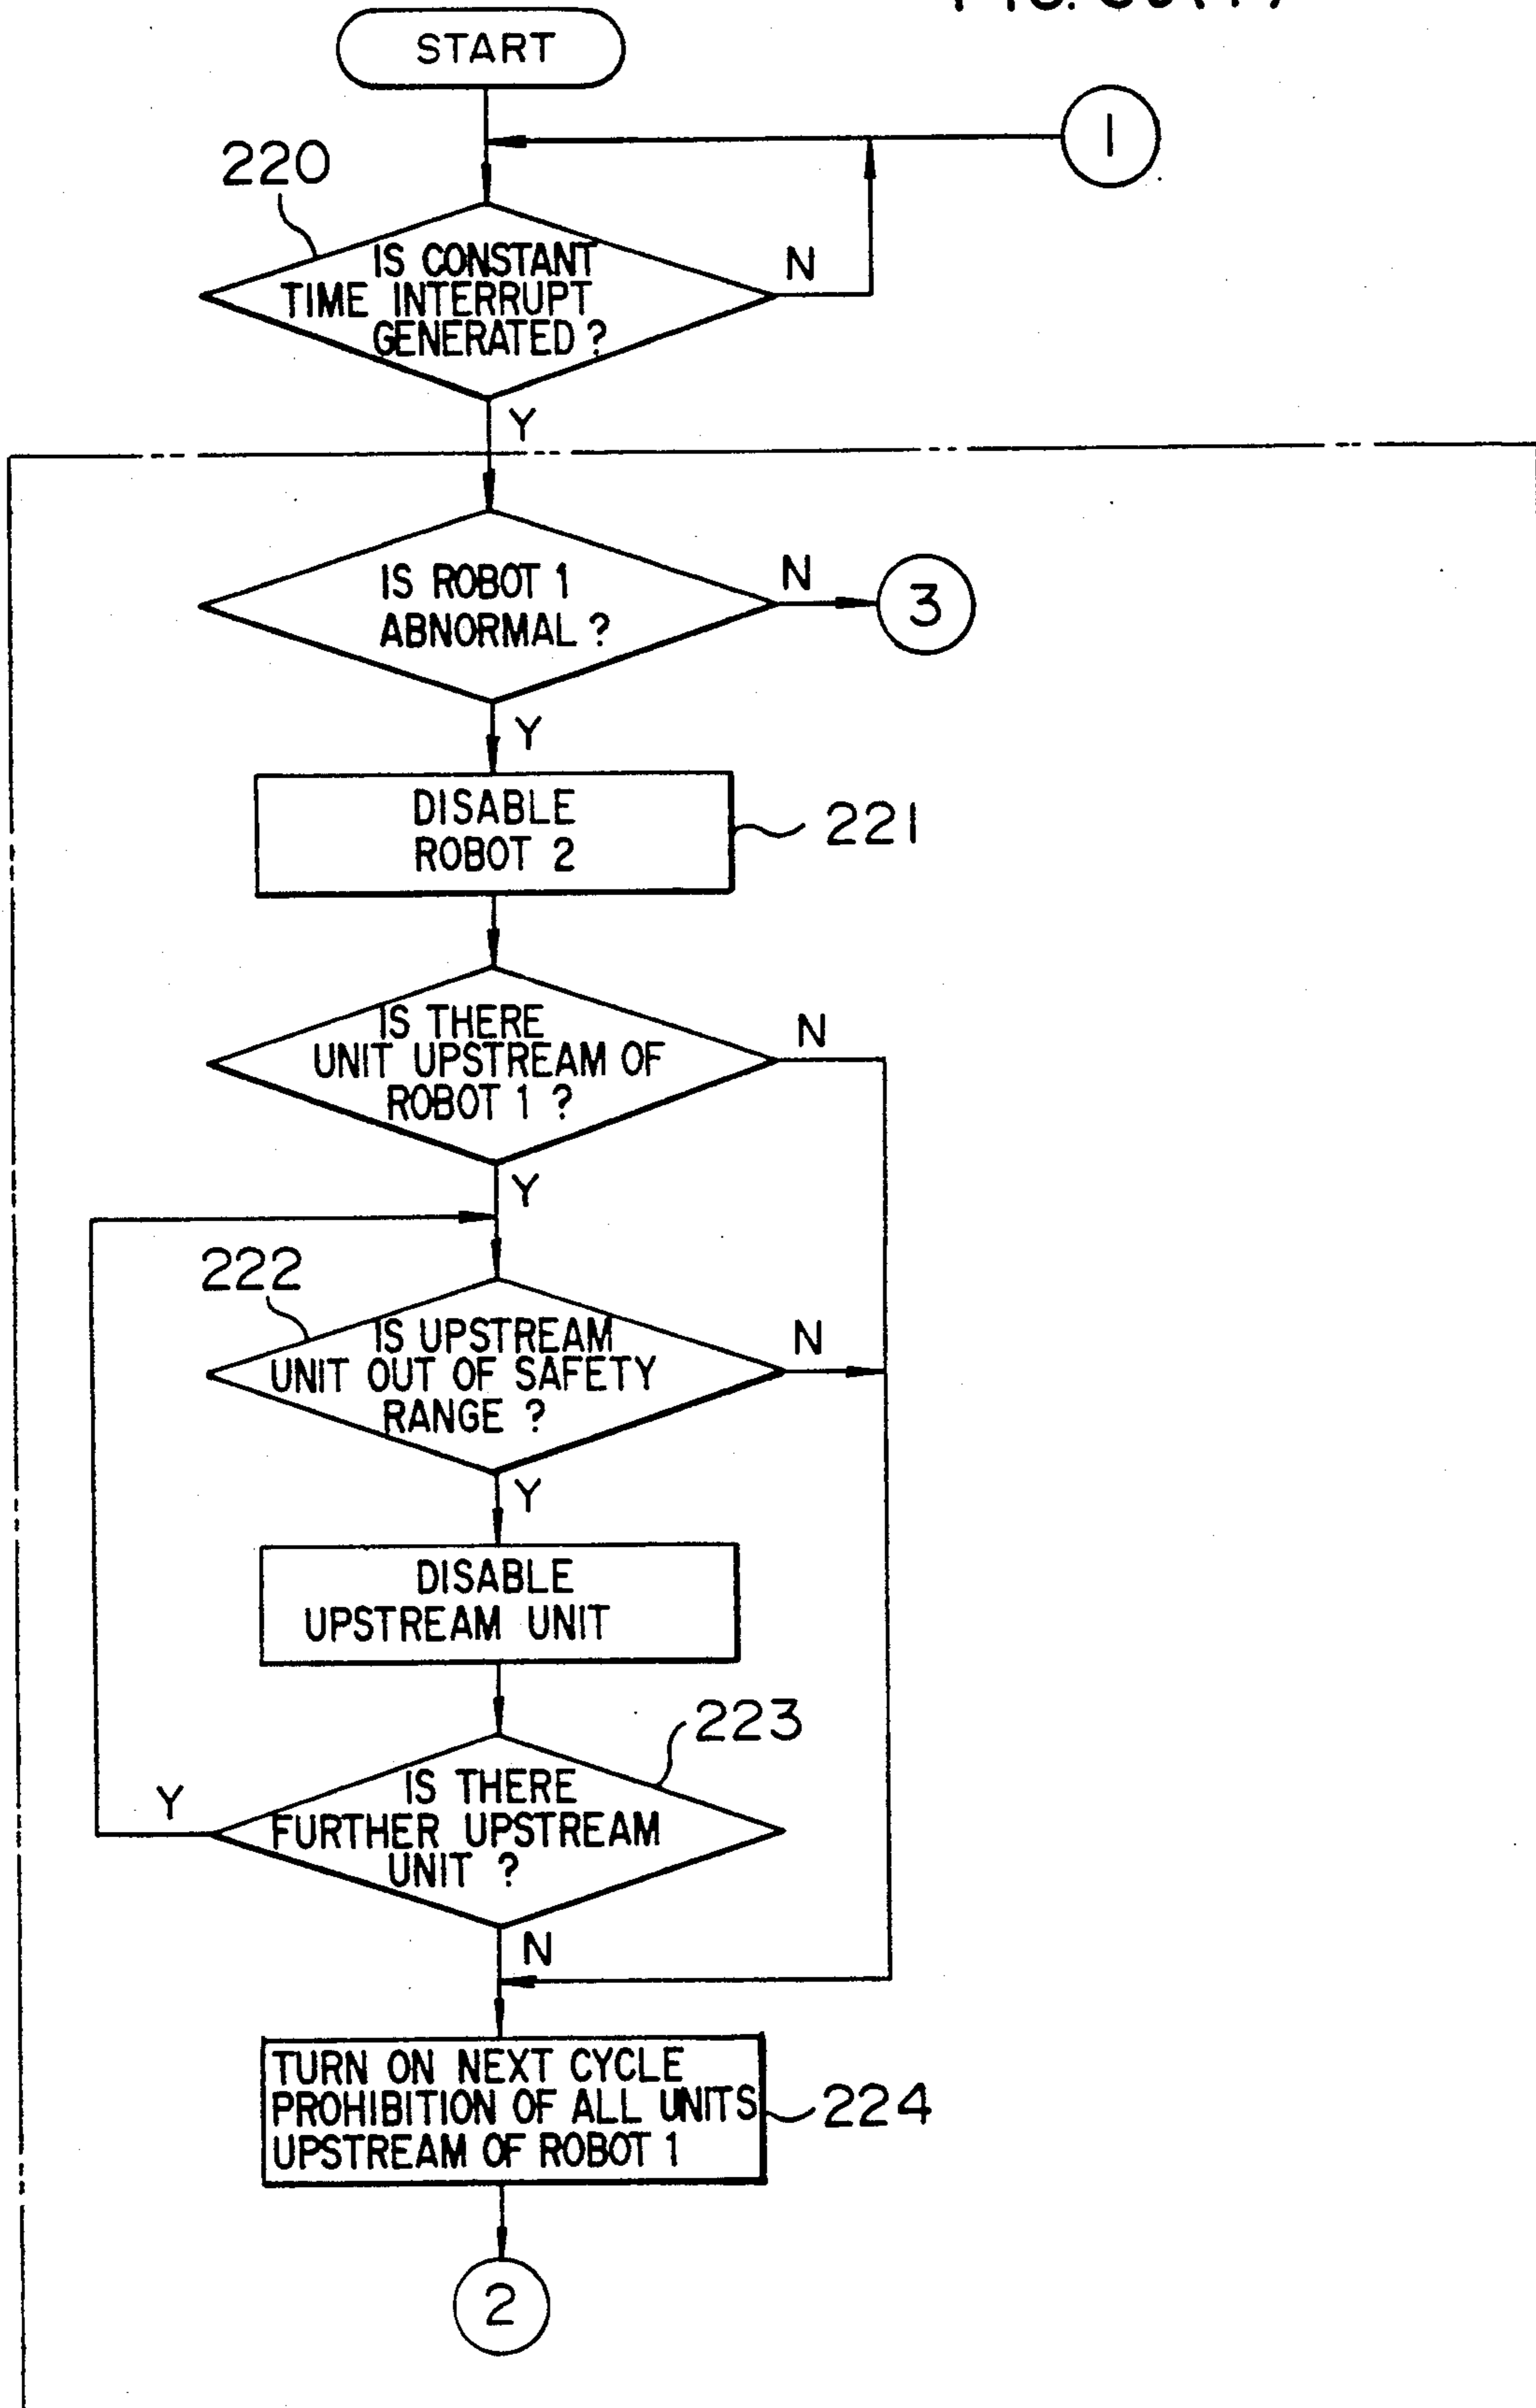 START
1
220
IS CONSTANT
TIME INTERRUPT
GENERATED ?
N
Y
IS ROBOT 1
ABNORMAL ?
N
3
Y
DISABLE
ROBOT 2
221
IS THERE
UNIT UPSTREAM OF
ROBOT 1 ?
N
Y
222
IS UPSTREAM
UNIT OUT OF SAFETY
RANGE ?
N
Y
DISABLE
UPSTREAM UNIT
223
IS THERE
FURTHER UPSTREAM
UNIT ?
Y
N
TURN ON NEXT CYCLE
PROHIBITION OF ALL UNITS
UPSTREAM OF ROBOT 1
224
2